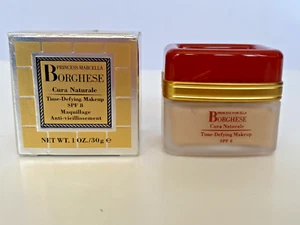 PRINCESS MARCELLA
BORGHESE
Cura Naturale
Time-Defying Makeup
SPF 8
Maquillage
Anti-vieillissement
NET WT. 1 OZ./30g ℮
PRINCESS MARCELLA
BORGHESE
Cura Naturale
Time-Defying Makeup
SPF 8